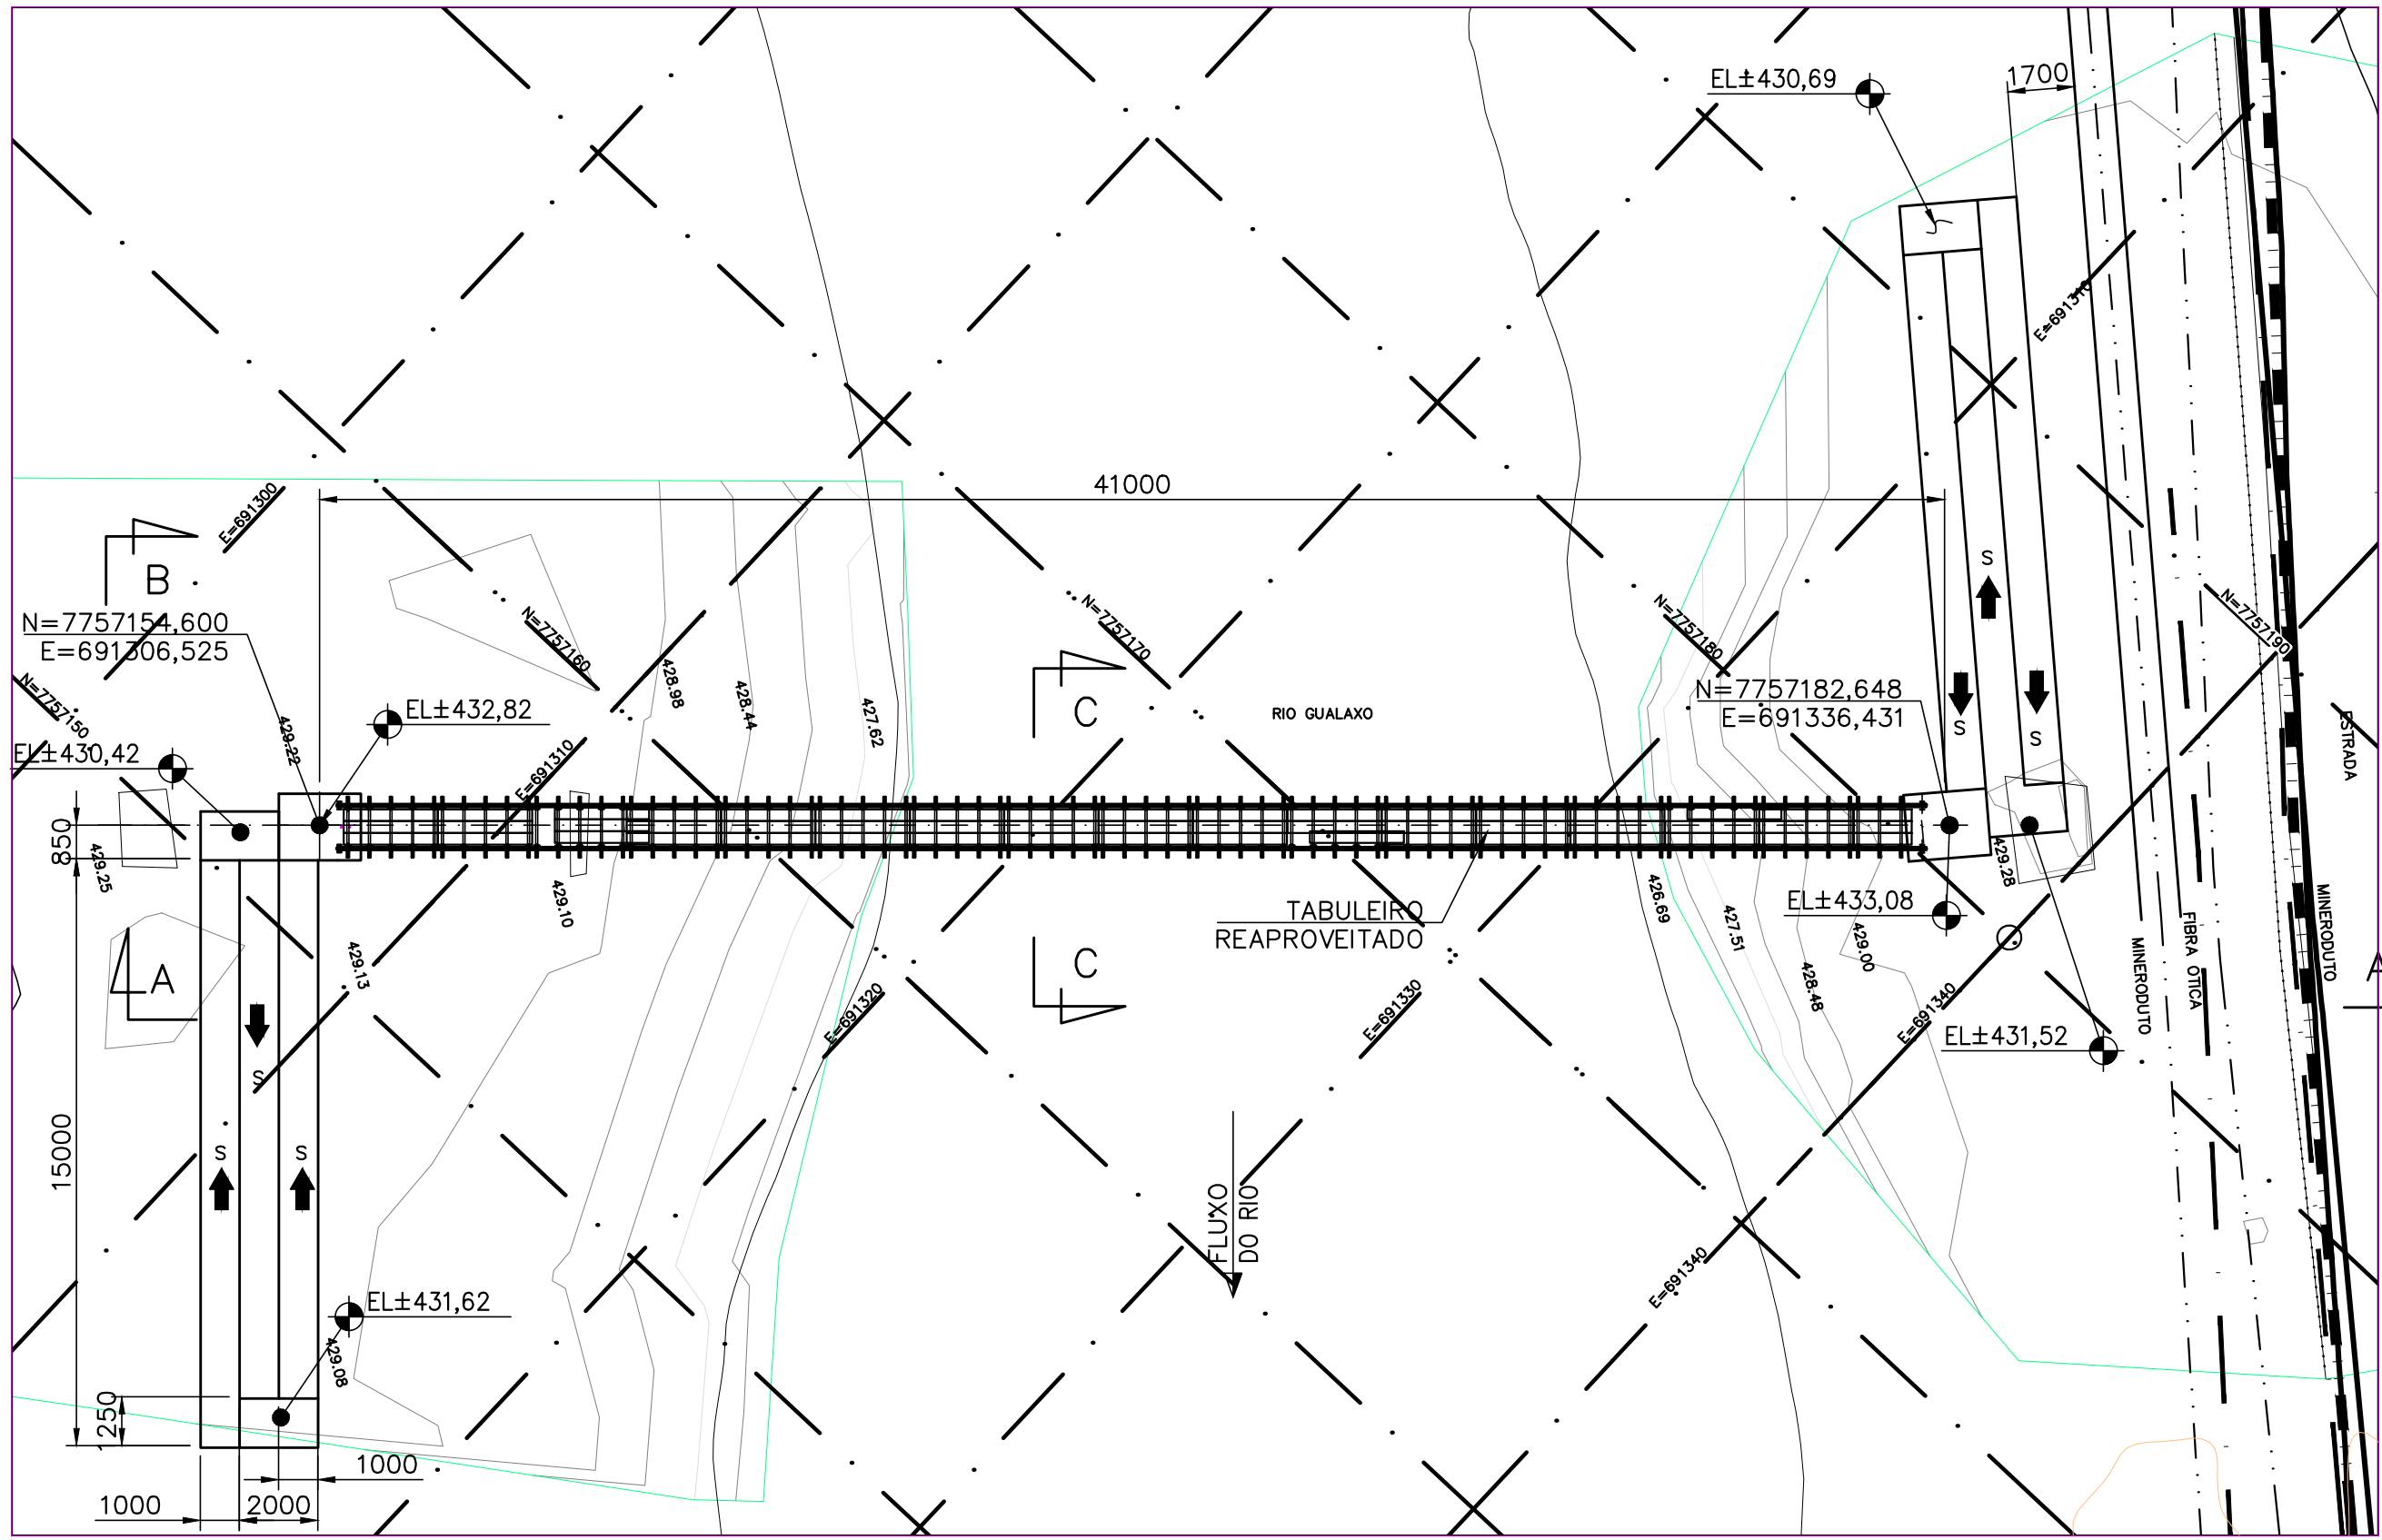 EL±430,69
1700
E=691310
41000
E=691300
B
N=7757154,600
E=691306,525
N=7757150
EL±430,42
429.22
EL±432,82
N=7757160
428.98
428.44
427.62
E=691310
N=7757170
C
RIO GUALAXO
N=7757180
N=7757182,648
E=691336,431
S
S
S
N=7757190
ESTRADA
850
429.25
429.10
429.13
A
TABULEIRO
REAPROVEITADO
C
426.69
427.51
428.48
429.00
429.28
EL±433,08
EL±431,52
MINERODUTO
FIBRA OTICA
MINERODUTO
A
E=691320
E=691330
E=691340
S
S
S
15000
FLUXO
DO RIO
E=691340
EL±431,62
429.08
1250
1000
1000
2000